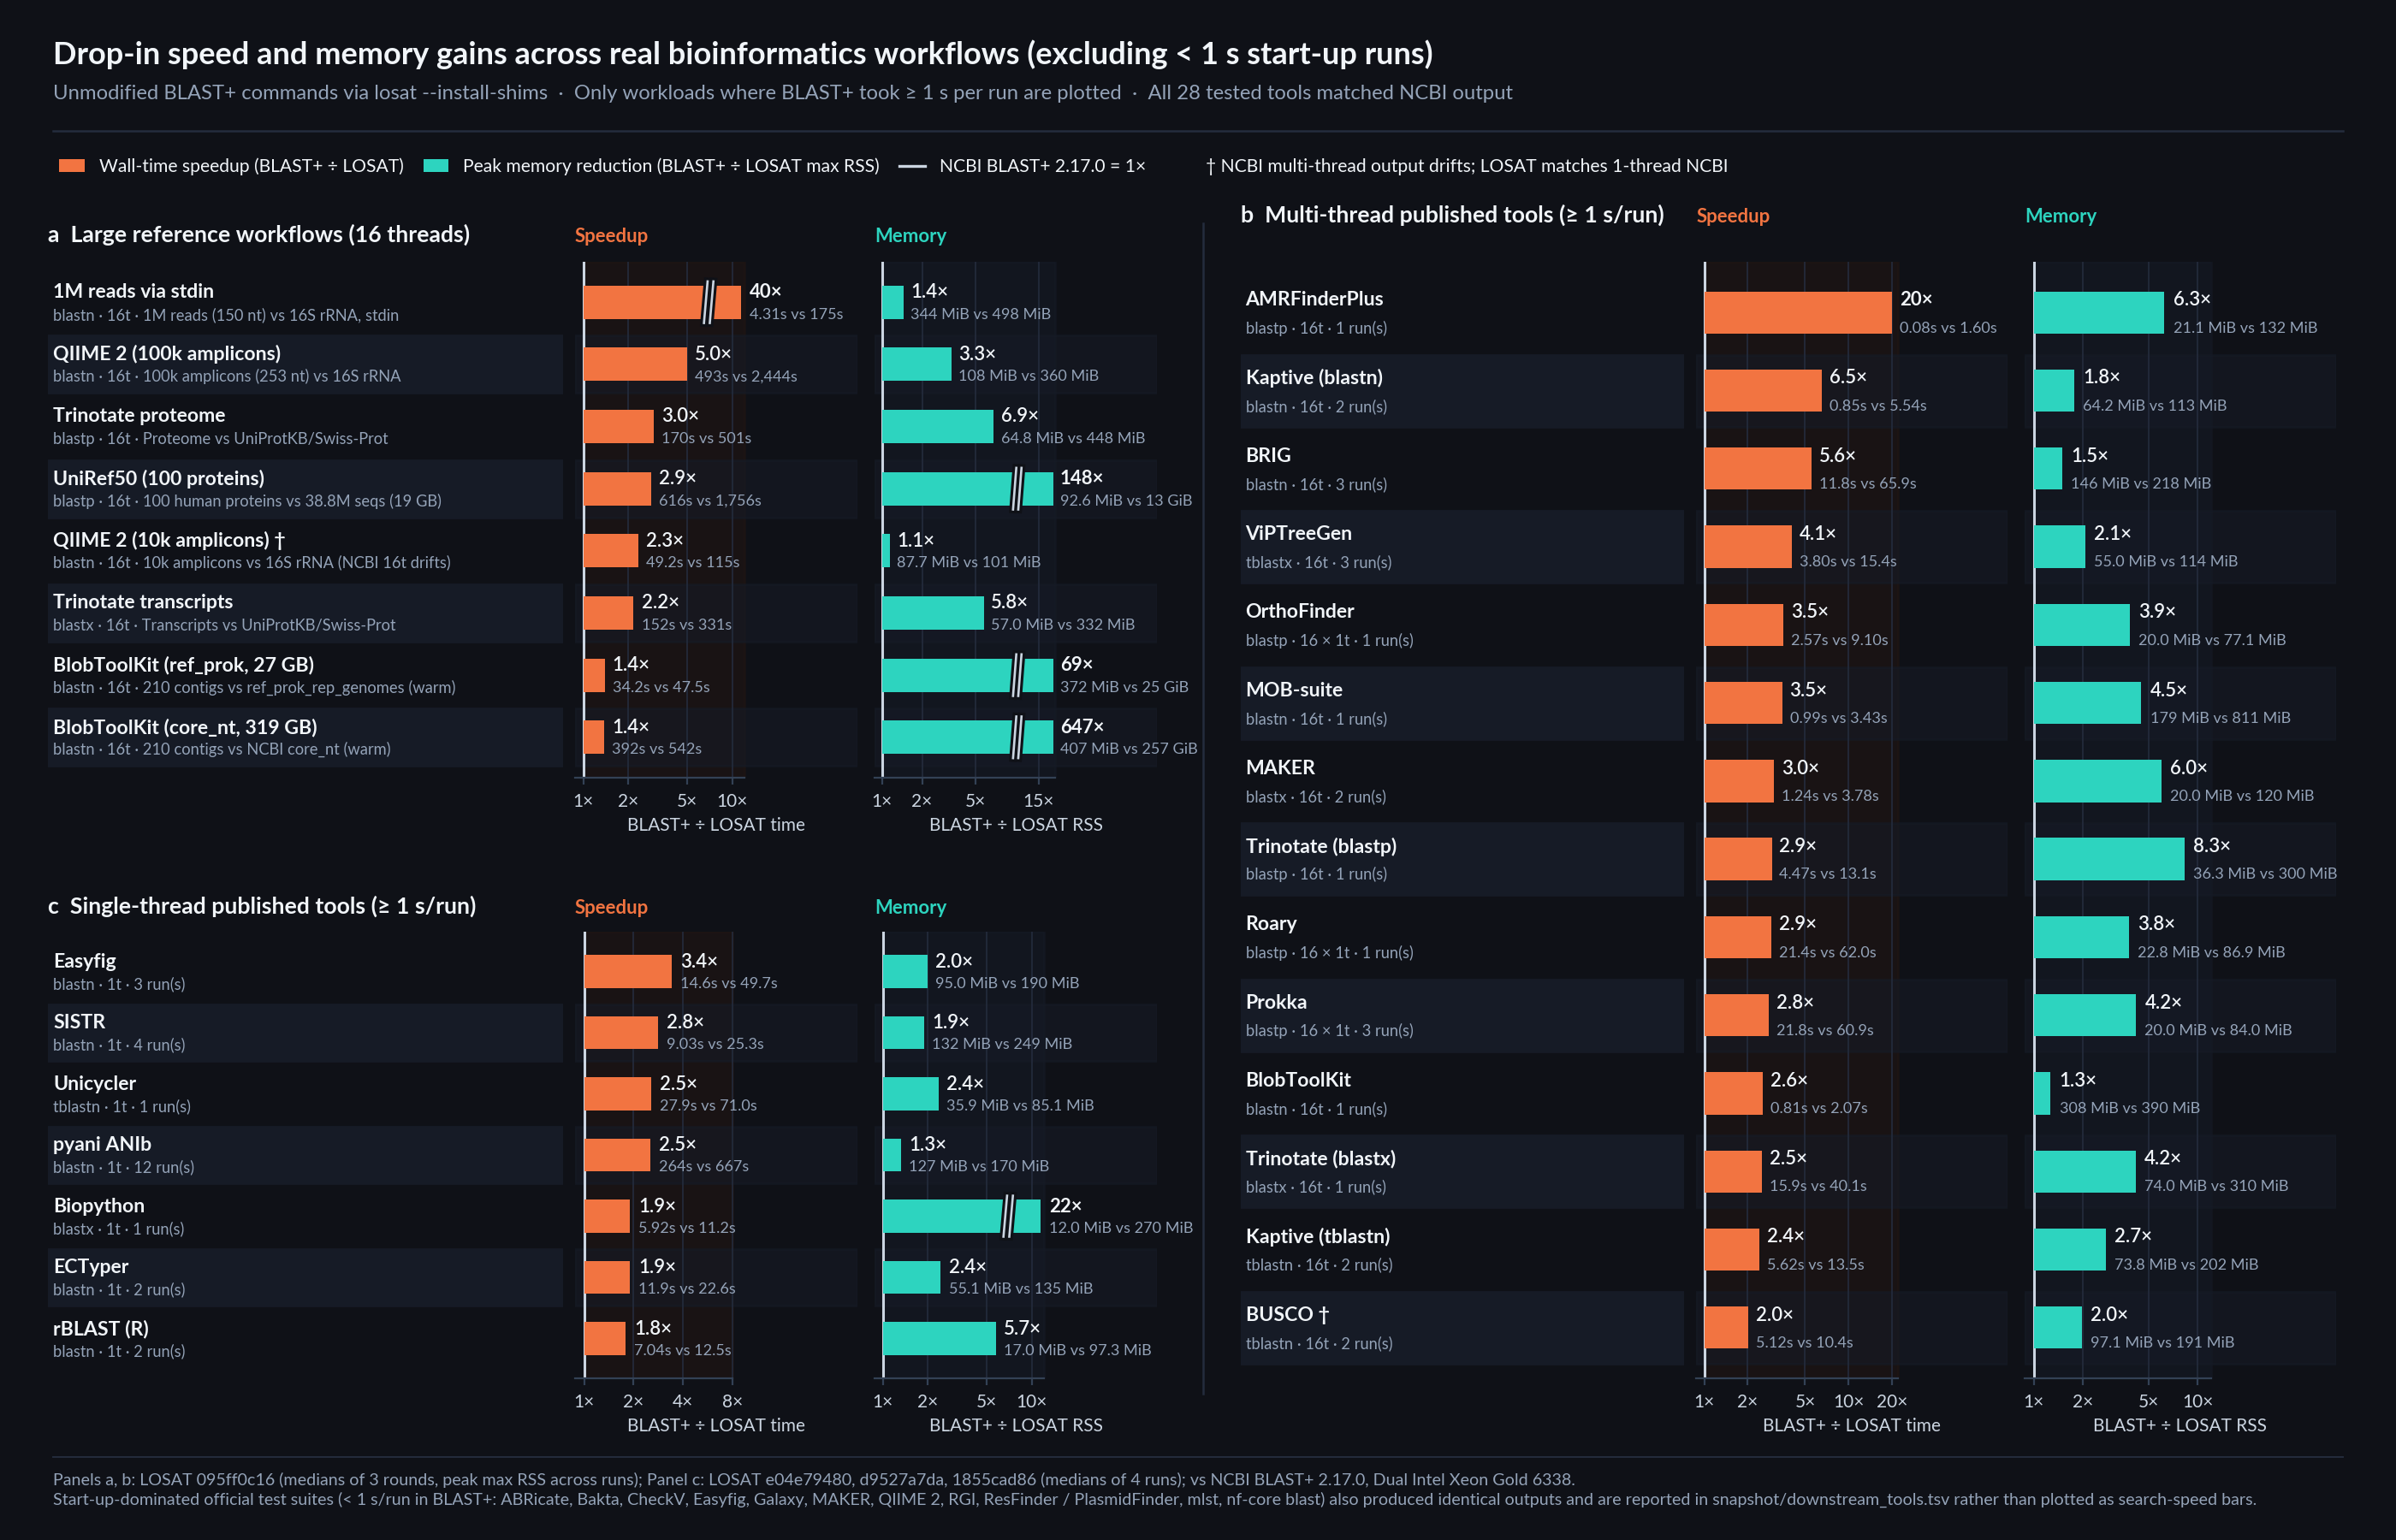 Drop-in speed and memory gains across real bioinformatics workflows (excluding < 1 s start-up runs)
Unmodified BLAST+ commands via losat --install-shims · Only workloads where BLAST+ took ≥ 1 s per run are plotted · All 28 tested tools matched NCBI output
Wall-time speedup (BLAST+ ÷ LOSAT)
Peak memory reduction (BLAST+ ÷ LOSAT max RSS)
NCBI BLAST+ 2.17.0 = 1×
† NCBI multi-thread output drifts; LOSAT matches 1-thread NCBI
a Large reference workflows (16 threads)
Speedup
Memory
1M reads via stdin
blastn · 16t · 1M reads (150 nt) vs 16S rRNA, stdin
40×
4.31s vs 175s
1.4×
344 MiB vs 498 MiB
QIIME 2 (100k amplicons)
blastn · 16t · 100k amplicons (253 nt) vs 16S rRNA
5.0×
493s vs 2,444s
3.3×
108 MiB vs 360 MiB
Trinotate proteome
blastp · 16t · Proteome vs UniProtKB/Swiss-Prot
3.0×
170s vs 501s
6.9×
64.8 MiB vs 448 MiB
UniRef50 (100 proteins)
blastp · 16t · 100 human proteins vs 38.8M seqs (19 GB)
2.9×
616s vs 1,756s
148×
92.6 MiB vs 13 GiB
QIIME 2 (10k amplicons) †
blastn · 16t · 10k amplicons vs 16S rRNA (NCBI 16t drifts)
2.3×
49.2s vs 115s
1.1×
87.7 MiB vs 101 MiB
Trinotate transcripts
blastx · 16t · Transcripts vs UniProtKB/Swiss-Prot
2.2×
152s vs 331s
5.8×
57.0 MiB vs 332 MiB
BlobToolKit (ref_prok, 27 GB)
blastn · 16t · 210 contigs vs ref_prok_rep_genomes (warm)
1.4×
34.2s vs 47.5s
69×
372 MiB vs 25 GiB
BlobToolKit (core_nt, 319 GB)
blastn · 16t · 210 contigs vs NCBI core_nt (warm)
1.4×
392s vs 542s
647×
407 MiB vs 257 GiB
1× 2× 5× 10×
BLAST+ ÷ LOSAT time
1× 2× 5× 15×
BLAST+ ÷ LOSAT RSS
b Multi-thread published tools (≥ 1 s/run)
Speedup
Memory
AMRFinderPlus
blastp · 16t · 1 run(s)
20×
0.08s vs 1.60s
6.3×
21.1 MiB vs 132 MiB
Kaptive (blastn)
blastn · 16t · 2 run(s)
6.5×
0.85s vs 5.54s
1.8×
64.2 MiB vs 113 MiB
BRIG
blastn · 16t · 3 run(s)
5.6×
11.8s vs 65.9s
1.5×
146 MiB vs 218 MiB
ViPTreeGen
tblastx · 16t · 3 run(s)
4.1×
3.80s vs 15.4s
2.1×
55.0 MiB vs 114 MiB
OrthoFinder
blastp · 16 × 1t · 1 run(s)
3.5×
2.57s vs 9.10s
3.9×
20.0 MiB vs 77.1 MiB
MOB-suite
blastn · 16t · 1 run(s)
3.5×
0.99s vs 3.43s
4.5×
179 MiB vs 811 MiB
MAKER
blastx · 16t · 2 run(s)
3.0×
1.24s vs 3.78s
6.0×
20.0 MiB vs 120 MiB
Trinotate (blastp)
blastp · 16t · 1 run(s)
2.9×
4.47s vs 13.1s
8.3×
36.3 MiB vs 300 MiB
Roary
blastp · 16 × 1t · 1 run(s)
2.9×
21.4s vs 62.0s
3.8×
22.8 MiB vs 86.9 MiB
Prokka
blastp · 16 × 1t · 3 run(s)
2.8×
21.8s vs 60.9s
4.2×
20.0 MiB vs 84.0 MiB
BlobToolKit
blastn · 16t · 1 run(s)
2.6×
0.81s vs 2.07s
1.3×
308 MiB vs 390 MiB
Trinotate (blastx)
blastx · 16t · 1 run(s)
2.5×
15.9s vs 40.1s
4.2×
74.0 MiB vs 310 MiB
Kaptive (tblastn)
tblastn · 16t · 2 run(s)
2.4×
5.62s vs 13.5s
2.7×
73.8 MiB vs 202 MiB
BUSCO †
tblastn · 16t · 2 run(s)
2.0×
5.12s vs 10.4s
2.0×
97.1 MiB vs 191 MiB
1× 2× 5× 10× 20×
BLAST+ ÷ LOSAT time
1× 2× 5× 10×
BLAST+ ÷ LOSAT RSS
c Single-thread published tools (≥ 1 s/run)
Speedup
Memory
Easyfig
blastn · 1t · 3 run(s)
3.4×
14.6s vs 49.7s
2.0×
95.0 MiB vs 190 MiB
SISTR
blastn · 1t · 4 run(s)
2.8×
9.03s vs 25.3s
1.9×
132 MiB vs 249 MiB
Unicycler
tblastn · 1t · 1 run(s)
2.5×
27.9s vs 71.0s
2.4×
35.9 MiB vs 85.1 MiB
pyani ANIb
blastn · 1t · 12 run(s)
2.5×
264s vs 667s
1.3×
127 MiB vs 170 MiB
Biopython
blastx · 1t · 1 run(s)
1.9×
5.92s vs 11.2s
22×
12.0 MiB vs 270 MiB
ECTyper
blastn · 1t · 2 run(s)
1.9×
11.9s vs 22.6s
2.4×
55.1 MiB vs 135 MiB
rBLAST (R)
blastn · 1t · 2 run(s)
1.8×
7.04s vs 12.5s
5.7×
17.0 MiB vs 97.3 MiB
1× 2× 4× 8×
BLAST+ ÷ LOSAT time
1× 2× 5× 10×
BLAST+ ÷ LOSAT RSS
Panels a, b: LOSAT 095ff0c16 (medians of 3 rounds, peak max RSS across runs); Panel c: LOSAT e04e79480, d9527a7da, 1855cad86 (medians of 4 runs); vs NCBI BLAST+ 2.17.0, Dual Intel Xeon Gold 6338.
Start-up-dominated official test suites (< 1 s/run in BLAST+: ABRicate, Bakta, CheckV, Easyfig, Galaxy, MAKER, QIIME 2, RGI, ResFinder / PlasmidFinder, mlst, nf-core blast) also produced identical outputs and are reported in snapshot/downstream_tools.tsv rather than plotted as search-speed bars.